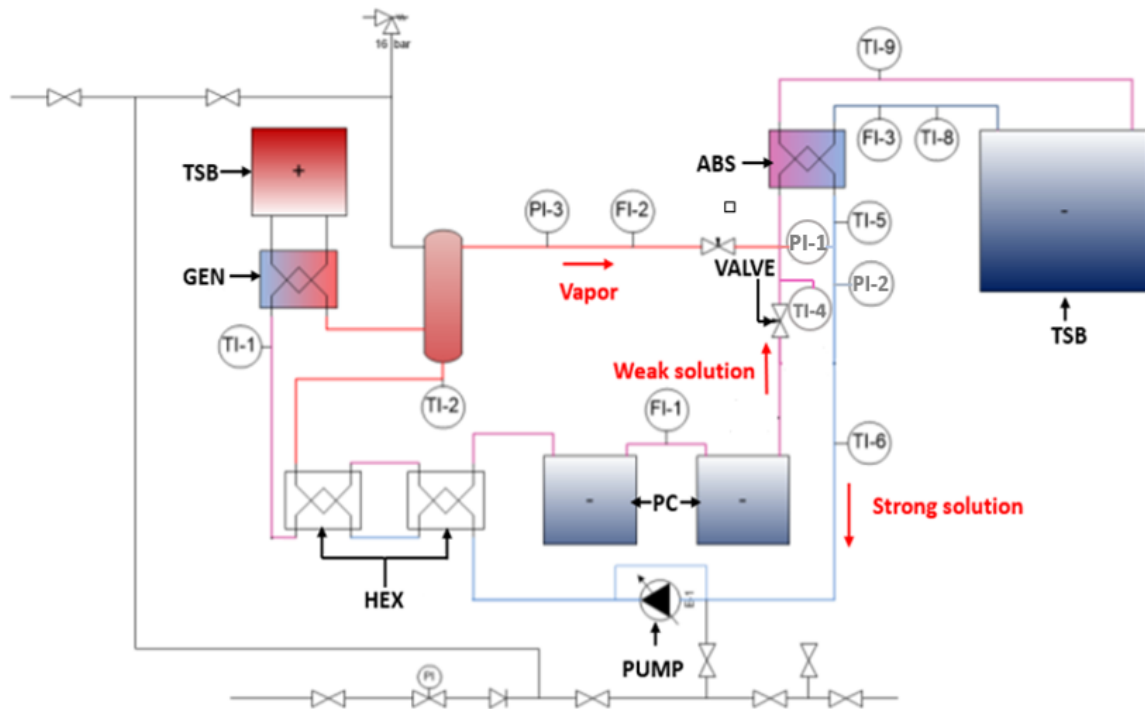 16 bar
TI-9
TSB
+
ABS
FI-3
TI-8
-
PI-3
FI-2
PI-1
TI-5
GEN
VALVE
PI-2
Vapor
TI-4
TSB
TI-1
Weak solution
TI-2
FI-1
TI-6
-
PC
-
Strong solution
HEX
E-1
PUMP
PI